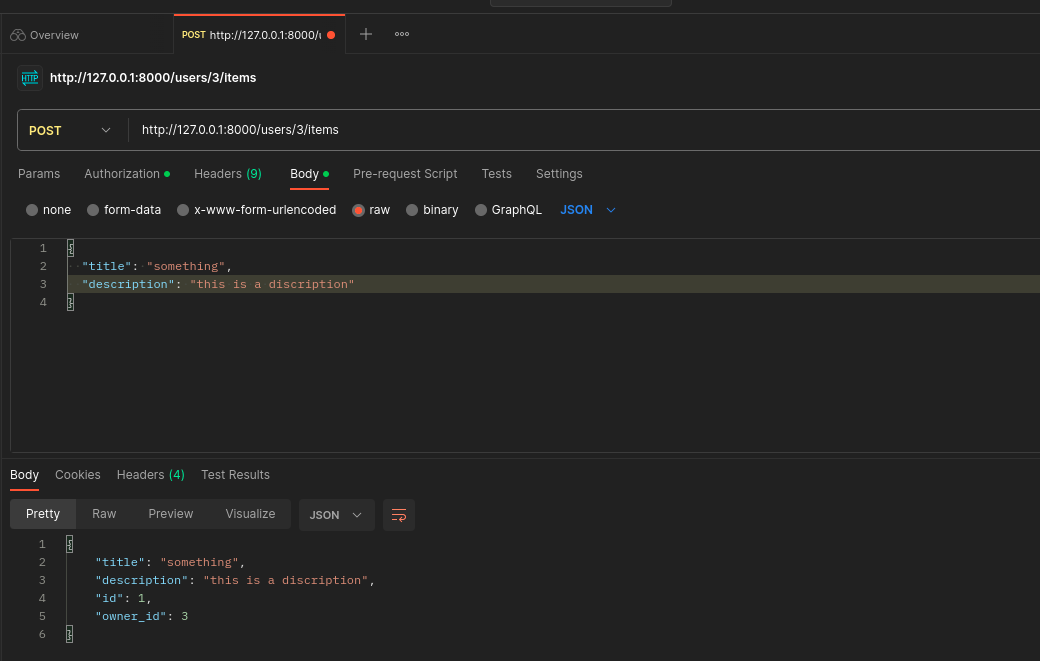 Overview
POST http://127.0.0.1:8000/u
HTTP http://127.0.0.1:8000/users/3/items
POST http://127.0.0.1:8000/users/3/items
Params Authorization Headers (9) Body Pre-request Script Tests Settings
none form-data x-www-form-urlencoded raw binary GraphQL JSON
1 {
2 "title": "something",
3 "description": "this is a discription"
4 }
Body Cookies Headers (4) Test Results
Pretty Raw Preview Visualize JSON
1 {
2 "title": "something",
3 "description": "this is a discription",
4 "id": 1,
5 "owner_id": 3
6 }